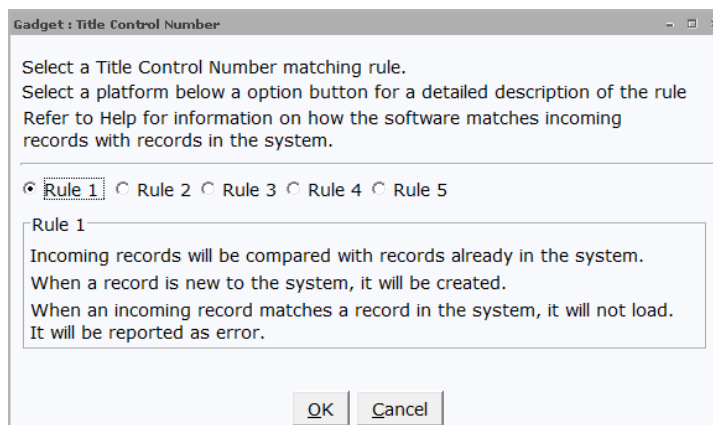 Gadget : Title Control Number
Select a Title Control Number matching rule.
Select a platform below a option button for a detailed description of the rule
Refer to Help for information on how the software matches incoming
records with records in the system.
Rule 1 Rule 2 Rule 3 Rule 4 Rule 5
Rule 1
Incoming records will be compared with records already in the system.
When a record is new to the system, it will be created.
When an incoming record matches a record in the system, it will not load.
It will be reported as error.
OK Cancel